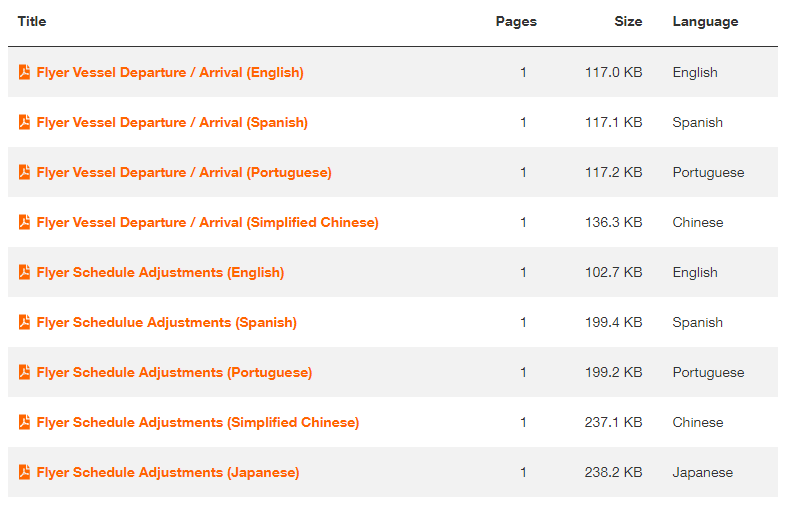 Title Pages Size Language
Flyer Vessel Departure / Arrival (English) 1 117.0 KB English
Flyer Vessel Departure / Arrival (Spanish) 1 117.1 KB Spanish
Flyer Vessel Departure / Arrival (Portuguese) 1 117.2 KB Portuguese
Flyer Vessel Departure / Arrival (Simplified Chinese) 1 136.3 KB Chinese
Flyer Schedule Adjustments (English) 1 102.7 KB English
Flyer Schedulue Adjustments (Spanish) 1 199.4 KB Spanish
Flyer Schedule Adjustments (Portuguese) 1 199.2 KB Portuguese
Flyer Schedule Adjustments (Simplified Chinese) 1 237.1 KB Chinese
Flyer Schedule Adjustments (Japanese) 1 238.2 KB Japanese